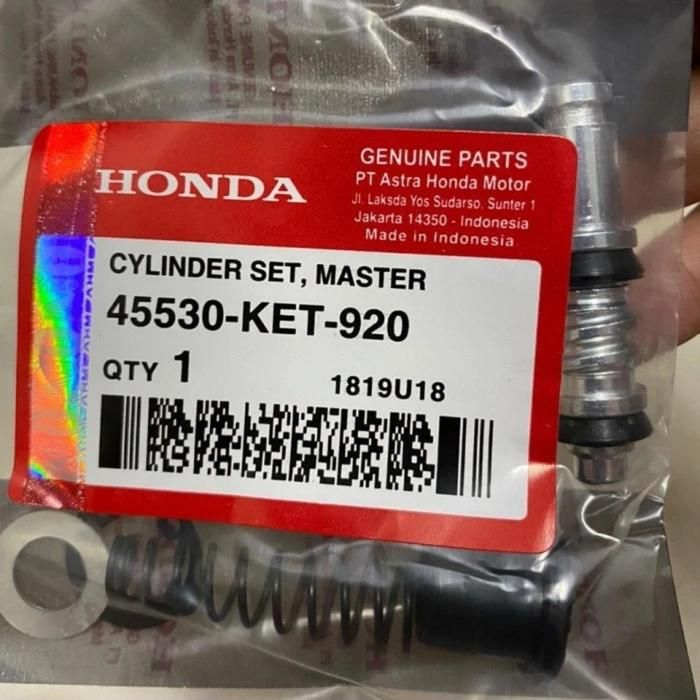 HONDA
GENUINE PARTS
PT Astra Honda Motor
Jl. Laksda Yos Sudarso, Sunter 1
Jakarta 14350 - Indonesia
Made in Indonesia
CYLINDER SET, MASTER
45530-KET-920
QTY 1
1819U18
HONDA